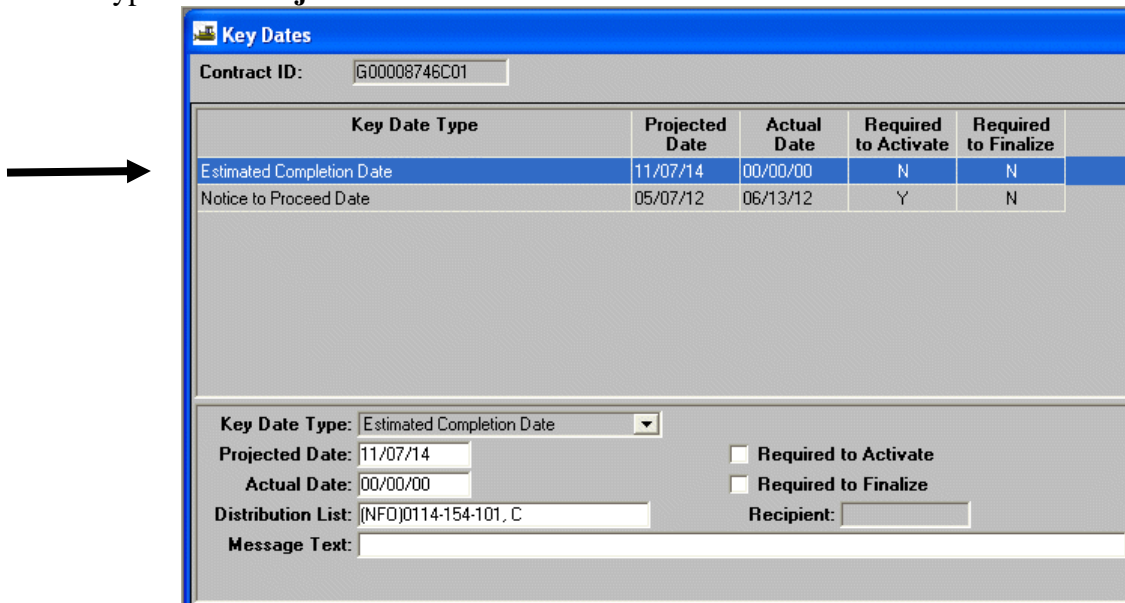 Key Dates
Contract ID: G00008746C01
Key Date Type Projected Date Actual Date Required to Activate Required to Finalize
Estimated Completion Date 11/07/14 00/00/00 N N
Notice to Proceed Date 05/07/12 06/13/12 Y N
Key Date Type: Estimated Completion Date
Projected Date: 11/07/14 Required to Activate
Actual Date: 00/00/00 Required to Finalize
Distribution List: (NFO)0114-154-101, C Recipient:
Message Text: